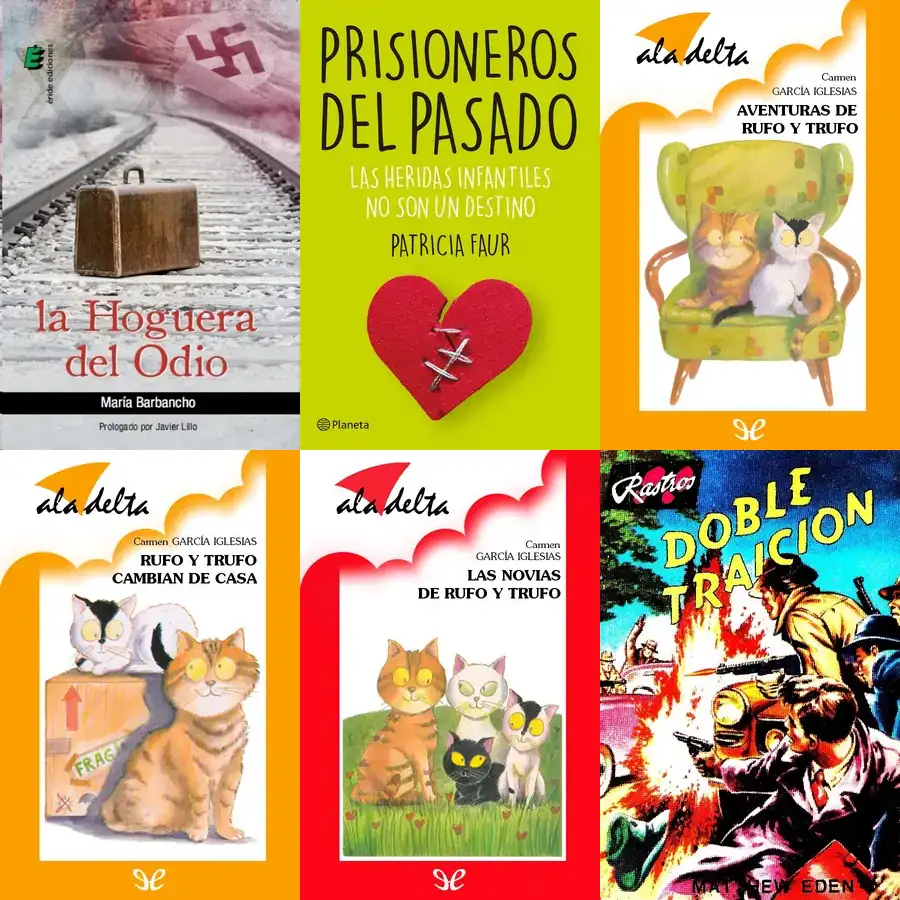 éride ediciones
la Hoguera
del Odio
María Barbancho
Prologado por Javier Lillo
PRISIONEROS
DEL PASADO
LAS HERIDAS INFANTILES
NO SON UN DESTINO
PATRICIA FAUR
Planeta
ala delta
Carmen
GARCÍA IGLESIAS
AVENTURAS DE
RUFO Y TRUFO
ala delta
Carmen GARCÍA IGLESIAS
RUFO Y TRUFO
CAMBIAN DE CASA
FRAG
ala delta
Carmen
GARCÍA IGLESIAS
LAS NOVIAS
DE RUFO Y TRUFO
Rastros
DOBLE
TRAICION
MATTHEW EDEN